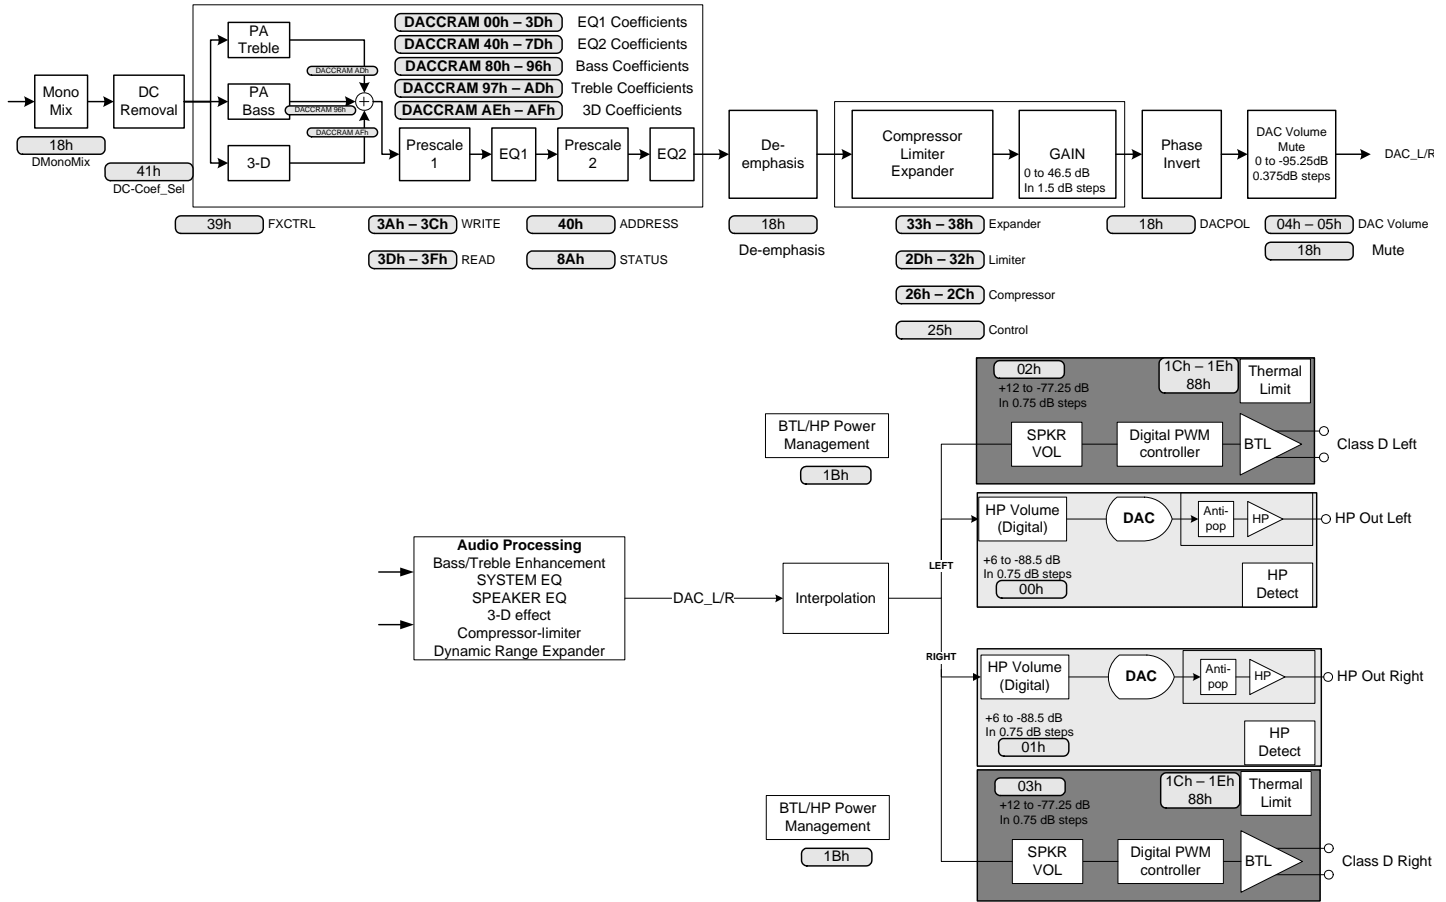 PA
Treble
DACCRAM 00h – 3Dh EQ1 Coefficients
DACCRAM 40h – 7Dh EQ2 Coefficients
DACCRAM 80h – 96h Bass Coefficients
DACCRAM 97h – ADh Treble Coefficients
DACCRAM AEh – AFh 3D Coefficients
DACCRAM ADh
Mono
Mix
DC
Removal
PA
Bass
DACCRAM 96h
DACCRAM AFh
3-D
Prescale
1
EQ1
Prescale
2
EQ2
De-
emphasis
Compressor
Limiter
Expander
GAIN
0 to 46.5 dB
In 1.5 dB steps
Phase
Invert
DAC Volume
Mute
0 to -95.25dB
0.375dB steps
DAC_L/R
18h
DMonoMix
41h
DC-Coef_Sel
39h FXCTRL
3Ah – 3Ch WRITE
40h ADDRESS
3Dh – 3Fh READ
8Ah STATUS
18h
De-emphasis
33h – 38h Expander
2Dh – 32h Limiter
26h – 2Ch Compressor
25h Control
18h DACPOL
04h – 05h DAC Volume
18h Mute
02h
+12 to -77.25 dB
In 0.75 dB steps
1Ch – 1Eh
88h
Thermal
Limit
BTL/HP Power
Management
1Bh
SPKR
VOL
Digital PWM
controller
BTL
Class D Left
HP Volume
(Digital)
DAC
Anti-
pop
HP
HP Out Left
+6 to -88.5 dB
In 0.75 dB steps
00h
HP
Detect
LEFT
Audio Processing
Bass/Treble Enhancement
SYSTEM EQ
SPEAKER EQ
3-D effect
Compressor-limiter
Dynamic Range Expander
DAC_L/R
Interpolation
RIGHT
HP Volume
(Digital)
DAC
Anti-
pop
HP
HP Out Right
+6 to -88.5 dB
In 0.75 dB steps
01h
HP
Detect
03h
+12 to -77.25 dB
In 0.75 dB steps
1Ch – 1Eh
88h
Thermal
Limit
BTL/HP Power
Management
1Bh
SPKR
VOL
Digital PWM
controller
BTL
Class D Right